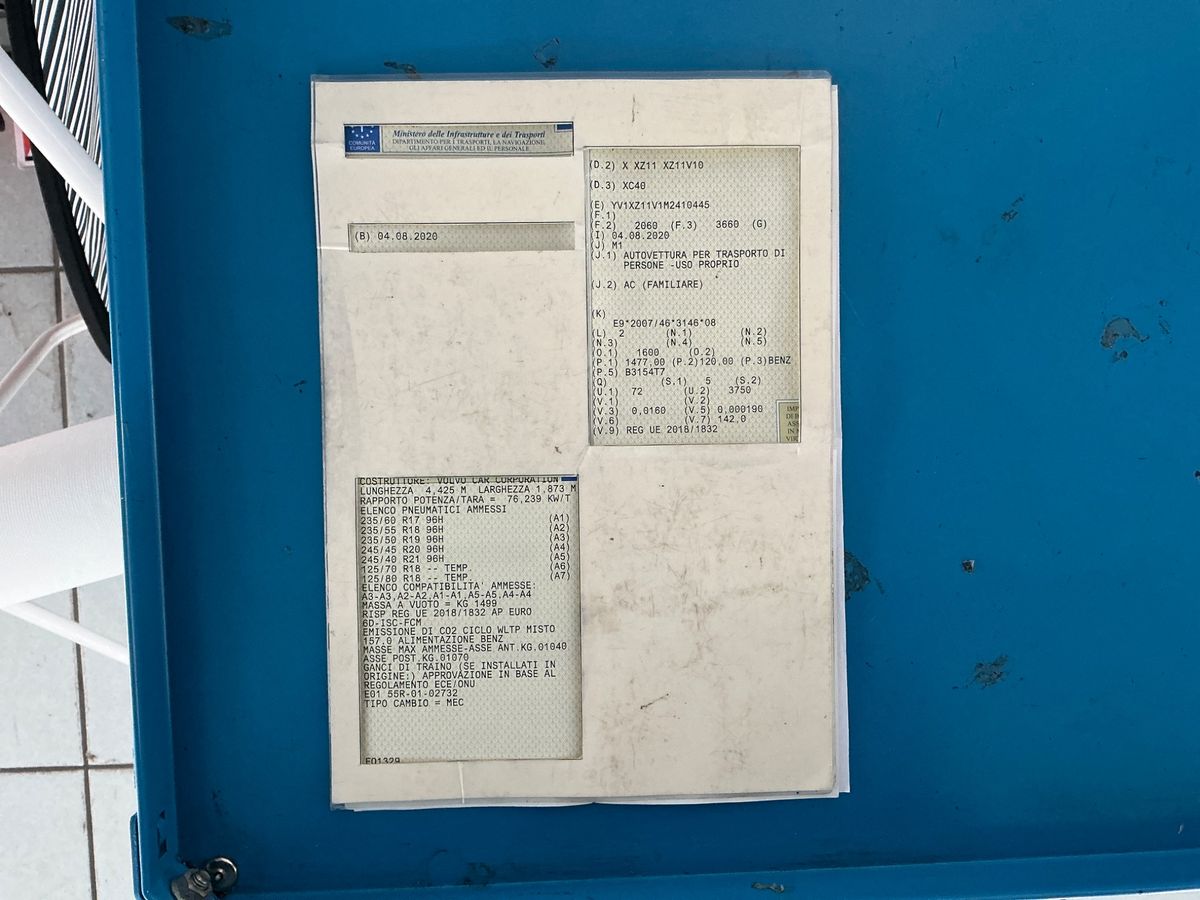 COMUNITÀ
EUROPEA
Ministero delle Infrastrutture e dei Trasporti
DIPARTIMENTO PER I TRASPORTI, LA NAVIGAZIONE,
GLI AFFARI GENERALI ED IL PERSONALE
(B) 04.08.2020
(D.2) X XZ11 XZ11V10
(D.3) XC40
(E) YV1XZ11V1M2410445
(F.1)
(F.2) 2060 (F.3) 3660 (G)
(I) 04.08.2020
(J) M1
(J.1) AUTOVETTURA PER TRASPORTO DI
PERSONE -USO PROPRIO
(J.2) AC (FAMILIARE)
(K)
E9*2007/46*3146*08
(L) 2 (N.1) (N.2)
(N.3) (N.4) (N.5)
(O.1) 1600 (O.2)
(P.1) 1477,00 (P.2)120,00 (P.3)BENZ
(P.5) B3154T7
(Q) (S.1) 5 (S.2)
(U.1) 72 (U.2) 3750
(V.1) (V.2)
(V.3) 0,0160 (V.5) 0,000190
(V.6) (V.7) 142,0
(V.9) REG UE 2018/1832
COSTRUTTORE: VOLVO CAR CORPORATION
LUNGHEZZA 4,425 M LARGHEZZA 1,873 M
RAPPORTO POTENZA/TARA = 76,239 KW/T
ELENCO PNEUMATICI AMMESSI
235/60 R17 96H (A1)
235/55 R18 96H (A2)
235/50 R19 96H (A3)
245/45 R20 96H (A4)
245/40 R21 96H (A5)
125/70 R18 -- TEMP. (A6)
125/80 R18 -- TEMP. (A7)
ELENCO COMPATIBILITA' AMMESSE:
A3-A3,A2-A2,A1-A1,A5-A5,A4-A4
MASSA A VUOTO = KG 1499
RISP REG UE 2018/1832 AP EURO
6D-ISC-FCM
EMISSIONE DI CO2 CICLO WLTP MISTO
157,0 ALIMENTAZIONE BENZ
MASSE MAX AMMESSE-ASSE ANT.KG.01040
ASSE POST.KG.01070
GANCI DI TRAINO (SE INSTALLATI IN
ORIGINE:) APPROVAZIONE IN BASE AL
REGOLAMENTO ECE/ONU
E01 55R-01-02732
TIPO CAMBIO = MEC
E01329